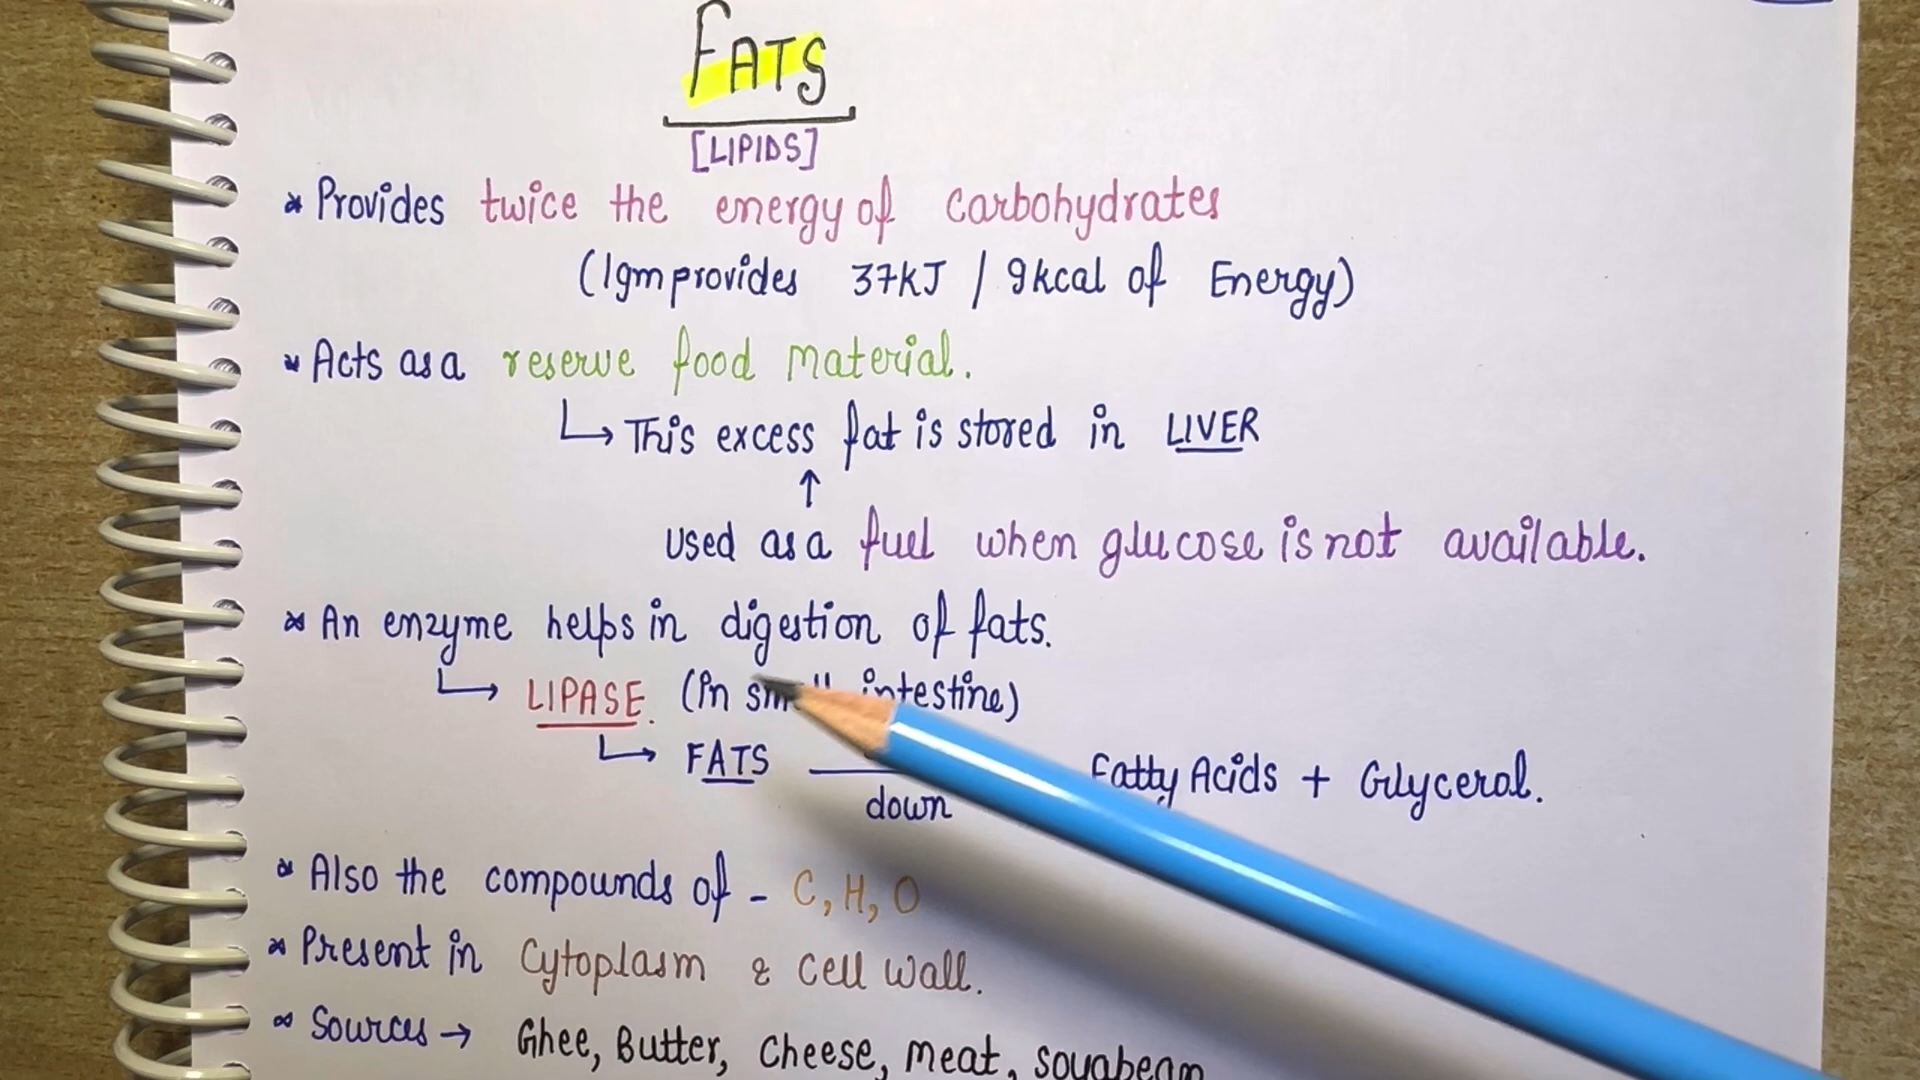 FATS
[LIPIDS]
* Provides twice the energy of carbohydrates
(1gm provides 37kJ / 9kcal of Energy)
* Acts as a reserve food material.
↳ This excess fat is stored in LIVER
↑
used as a fuel when glucose is not available.
* An enzyme helps in digestion of fats.
↳ LIPASE. (in small intestine)
↳ FATS Fatty Acids + Glycerol.
down
* Also the compounds of - C, H, O
* Present in Cytoplasm & cell wall.
* Sources → Ghee, Butter, cheese, meat, soyabean